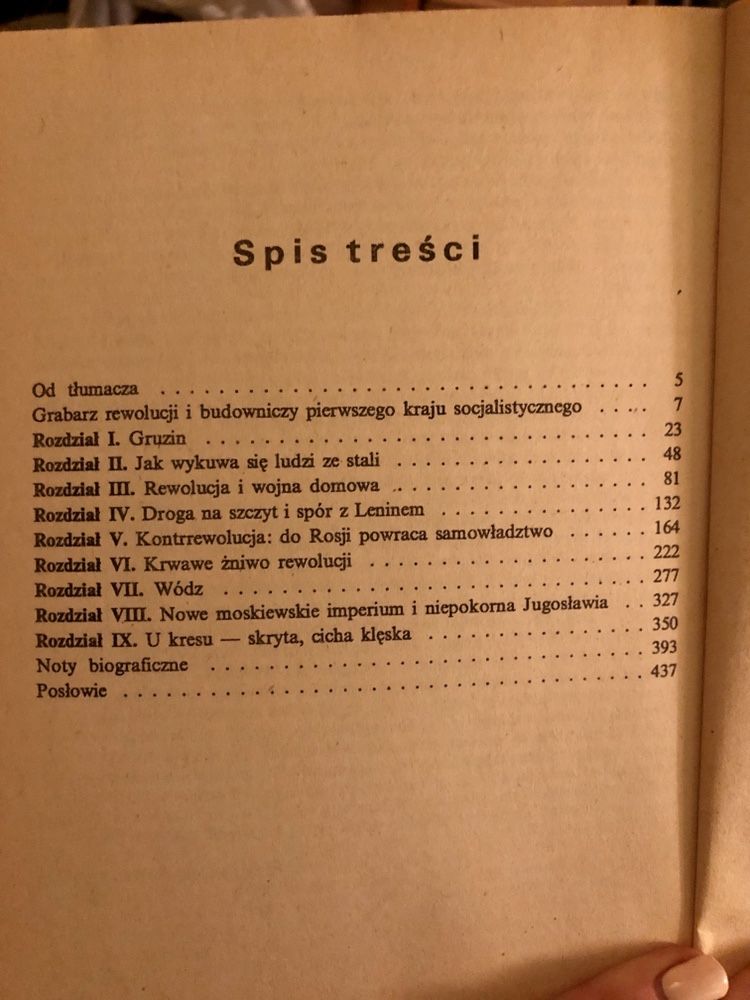 Spis treści
Od tłumacza . . . . . . . . . . . . . . . . . . . . . . . . . . . . . . . . . 5
Grabarz rewolucji i budowniczy pierwszego kraju socjalistycznego . . . . 7
Rozdział I. Gruzin . . . . . . . . . . . . . . . . . . . . . . . . . . . . . . 23
Rozdział II. Jak wykuwa się ludzi ze stali . . . . . . . . . . . . . . . . . 48
Rozdział III. Rewolucja i wojna domowa . . . . . . . . . . . . . . . . . 81
Rozdział IV. Droga na szczyt i spór z Leninem . . . . . . . . . . . . . . 132
Rozdział V. Kontrrewolucja: do Rosji powraca samowładztwo . . . . . . 164
Rozdział VI. Krwawe żniwo rewolucji . . . . . . . . . . . . . . . . . . . 222
Rozdział VII. Wódz . . . . . . . . . . . . . . . . . . . . . . . . . . . . 277
Rozdział VIII. Nowe moskiewskie imperium i niepokorna Jugosławia . . 327
Rozdział IX. U kresu — skryta, cicha klęska . . . . . . . . . . . . . . . 350
Noty biograficzne . . . . . . . . . . . . . . . . . . . . . . . . . . . . . 393
Posłowie . . . . . . . . . . . . . . . . . . . . . . . . . . . . . . . . . . 437